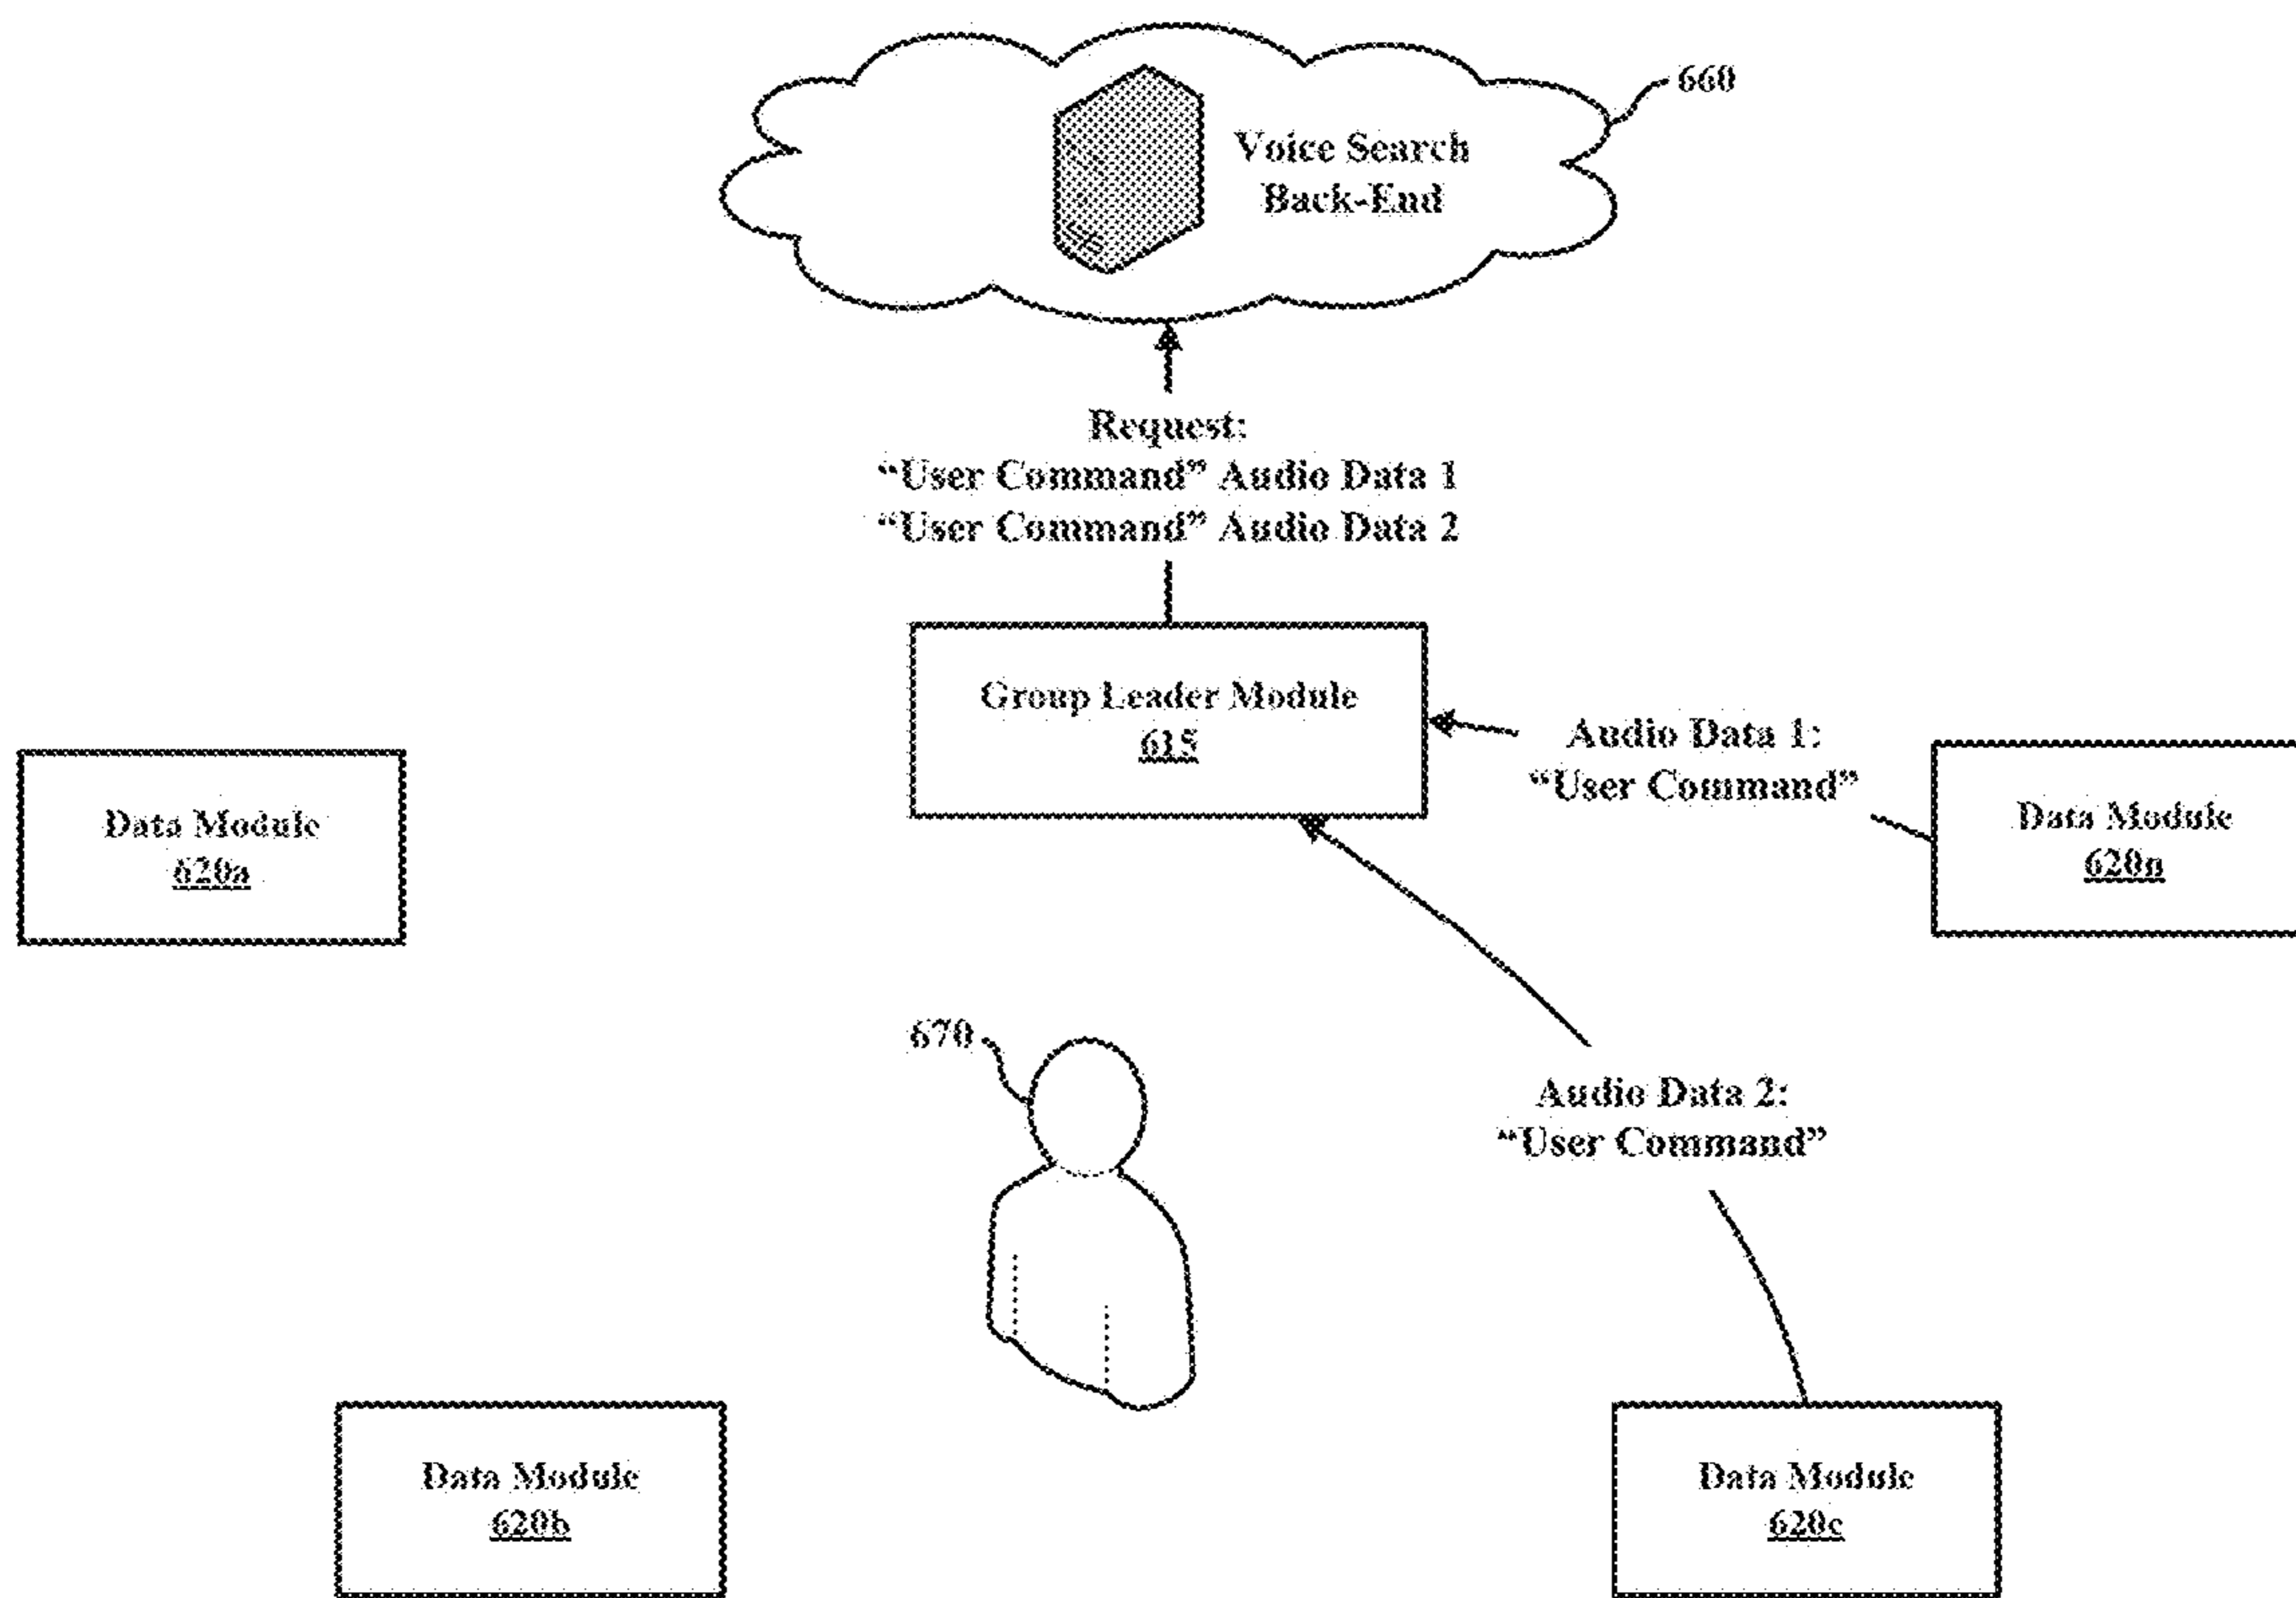 660
Voice Search
Back-End
Request:
“User Command” Audio Data 1
“User Command” Audio Data 2
Group Leader Module
615
Audio Data 1:
“User Command”
Data Module
620a
Data Module
620n
670
Audio Data 2:
“User Command”
Data Module
620b
Data Module
620c